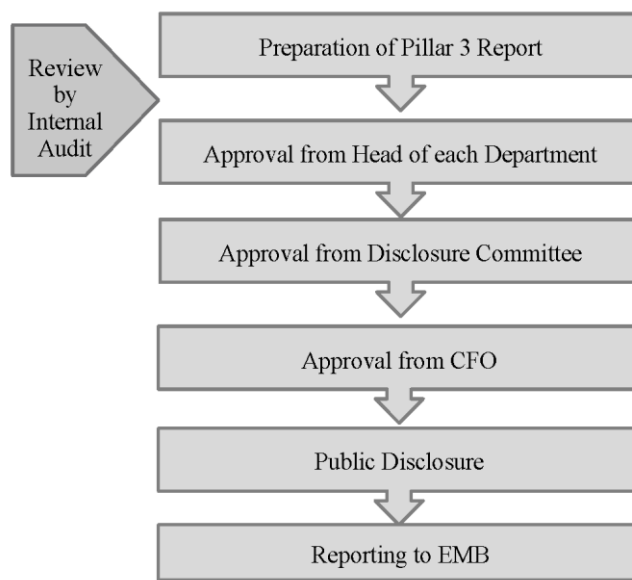 Review
by
Internal
Audit
Preparation of Pillar 3 Report
Approval from Head of each Department
Approval from Disclosure Committee
Approval from CFO
Public Disclosure
Reporting to EMB